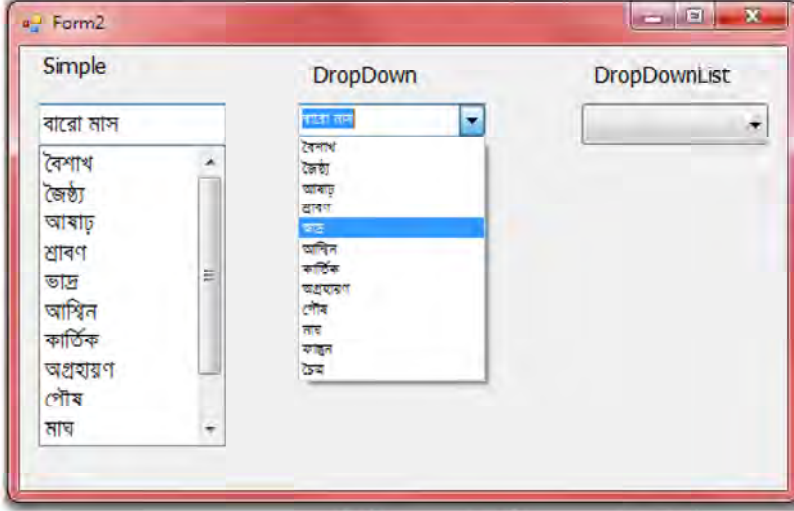 Form2
Simple
DropDown
DropDownList
বারো মাস
বৈশাখ
জৈষ্ঠ্য
আষাঢ়
শ্রাবণ
ভাদ্র
আশ্বিন
কার্তিক
অগ্রহায়ণ
পৌষ
মাঘ
বারো মাস
বৈশাখ
জৈষ্ঠ্য
আষাঢ়
শ্রাবণ
ভাদ্র
আশ্বিন
কার্তিক
অগ্রহায়ণ
পৌষ
মাঘ
ফাল্গুন
চৈত্র